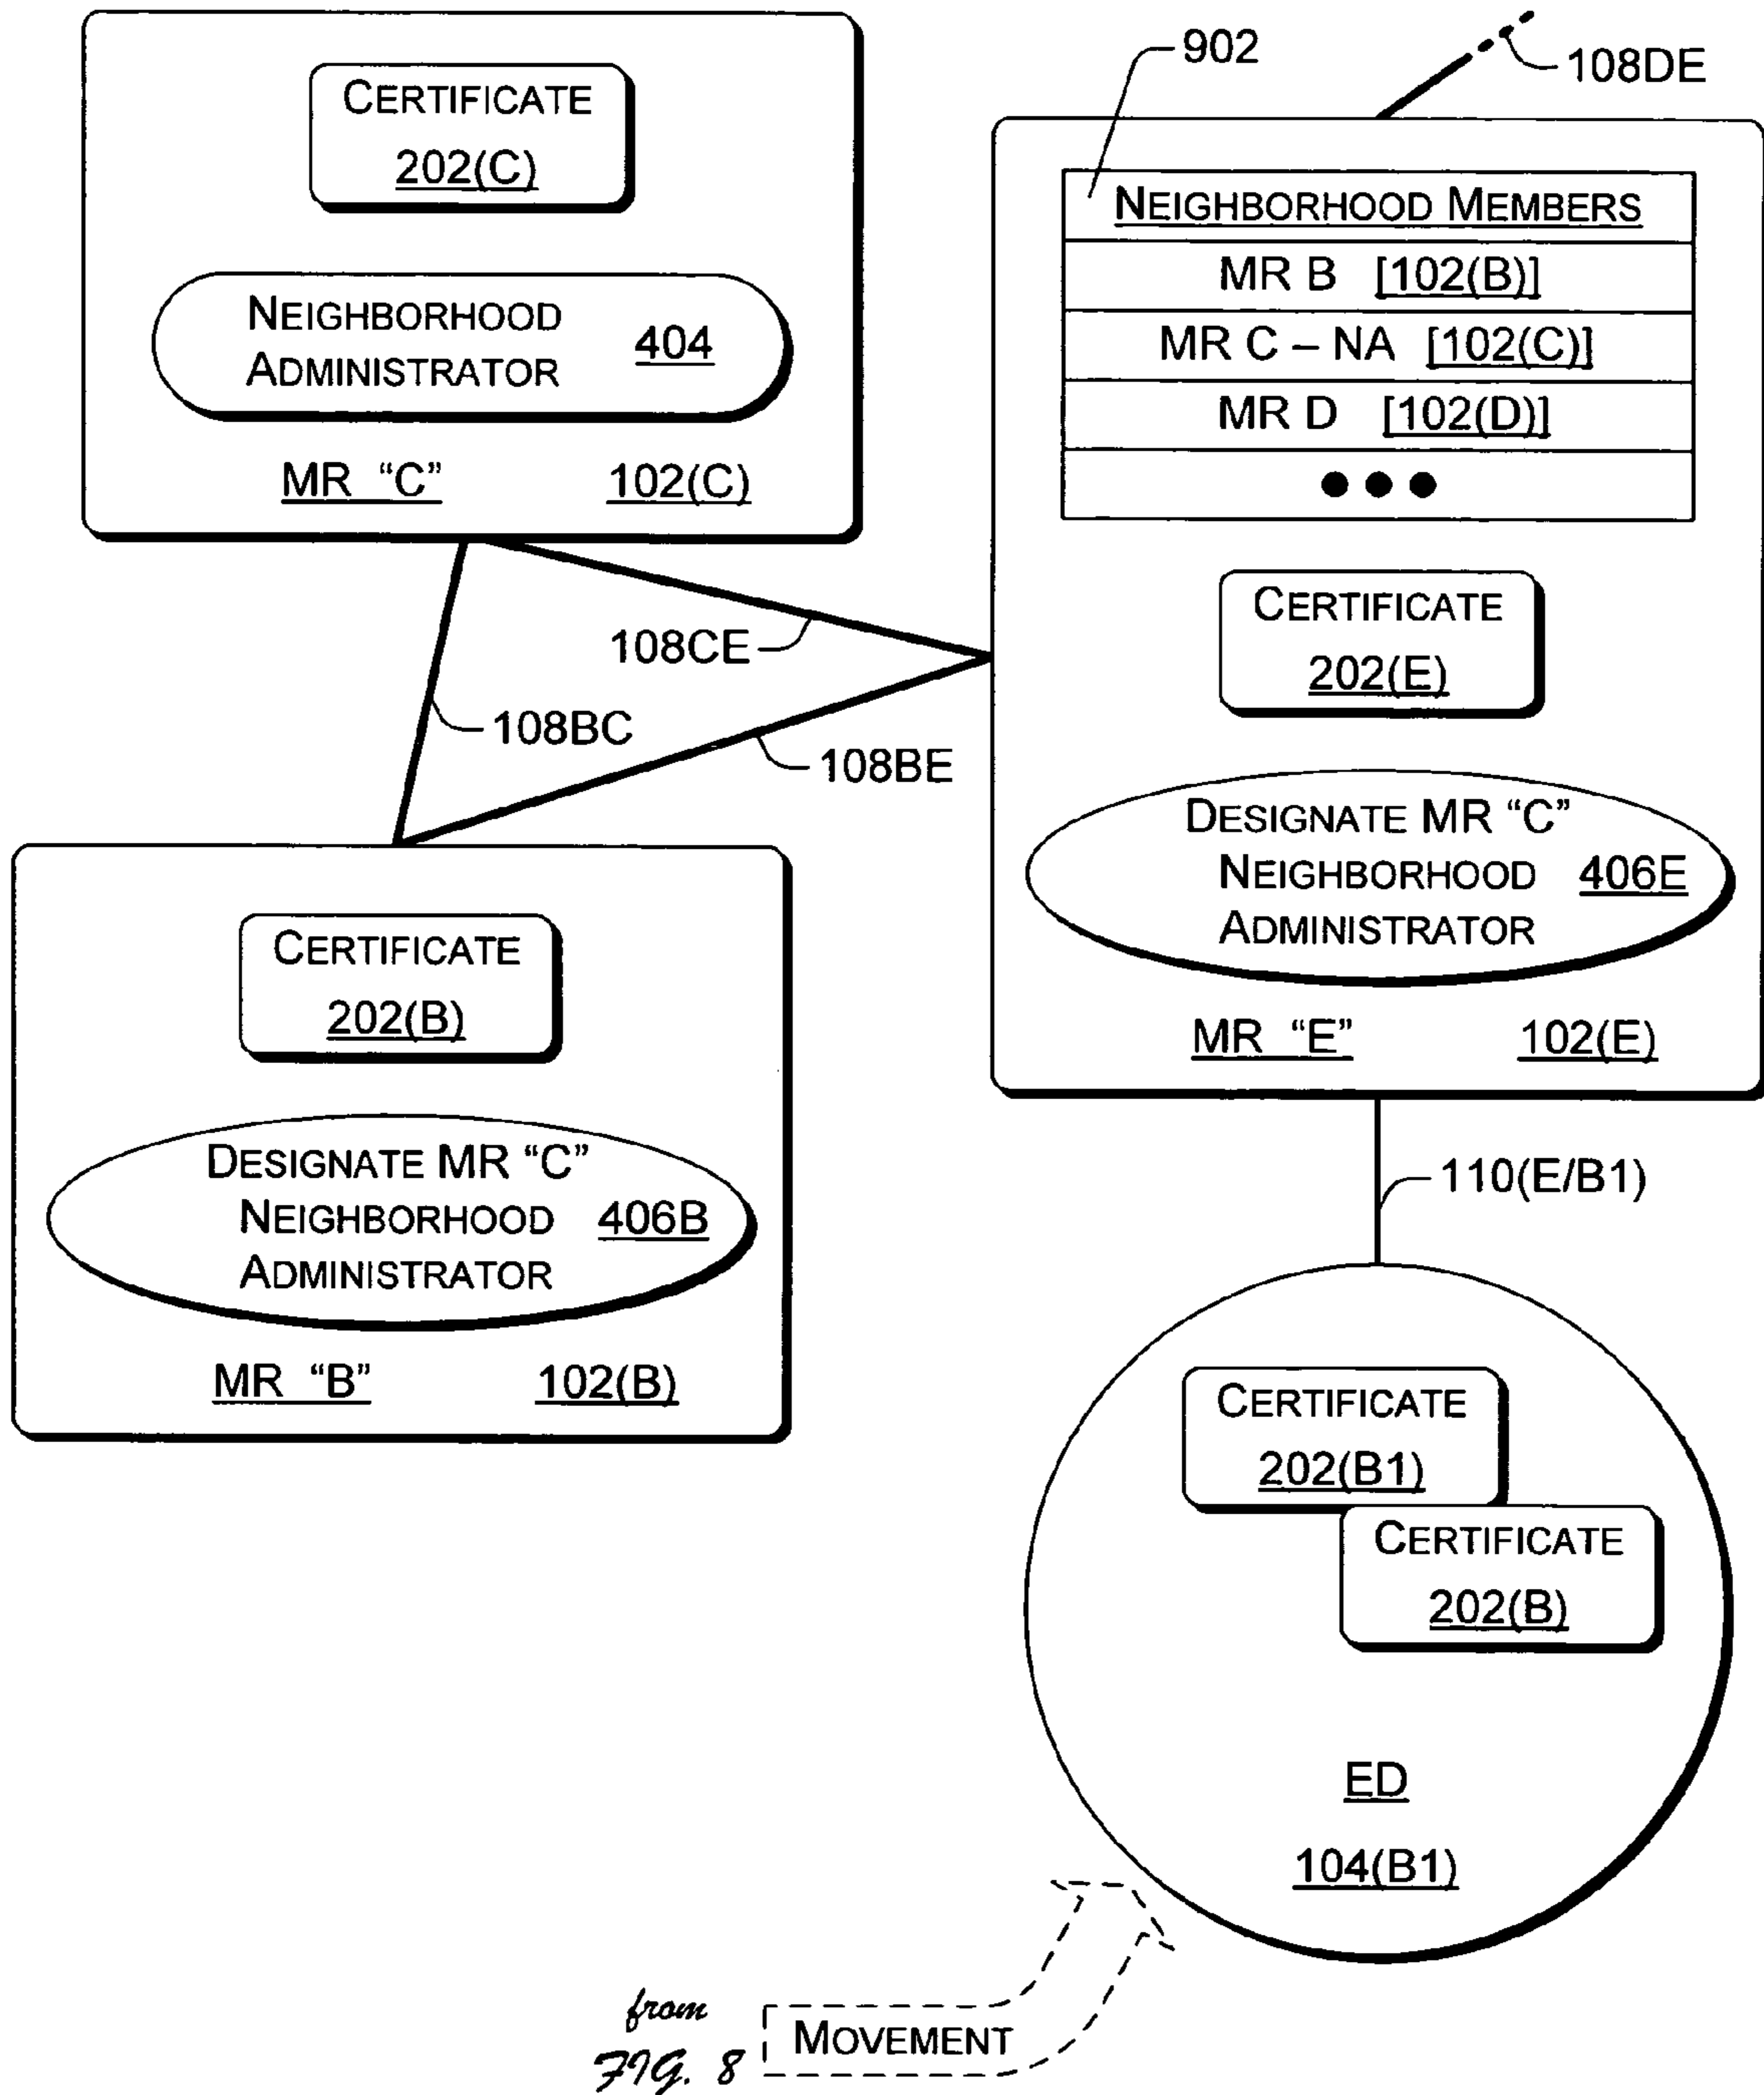 CERTIFICATE
202(C)
NEIGHBORHOOD
ADMINISTRATOR
404
MR “C” 102(C)
902
108DE
NEIGHBORHOOD MEMBERS
MR B [102(B)]
MR C – NA [102(C)]
MR D [102(D)]
CERTIFICATE
202(E)
DESIGNATE MR “C”
NEIGHBORHOOD 406E
ADMINISTRATOR
MR “E” 102(E)
108CE
108BC
108BE
CERTIFICATE
202(B)
DESIGNATE MR “C”
NEIGHBORHOOD 406B
ADMINISTRATOR
MR “B” 102(B)
110(E/B1)
CERTIFICATE
202(B1)
CERTIFICATE
202(B)
ED
104(B1)
from
FIG. 8
MOVEMENT